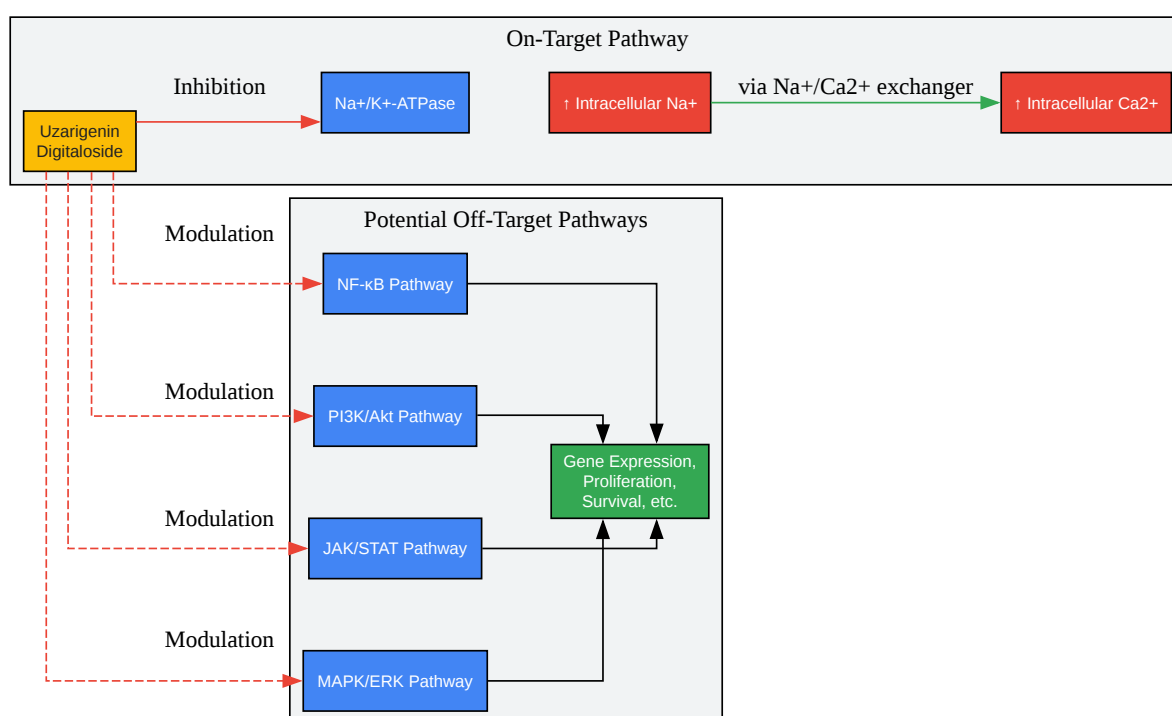 On-Target Pathway
Inhibition
Na+/K+-ATPase
↑ Intracellular Na+
via Na+/Ca2+ exchanger
↑ Intracellular Ca2+
Uzarigenin
Digitaloside
Potential Off-Target Pathways
Modulation
NF-κB Pathway
Modulation
PI3K/Akt Pathway
Gene Expression,
Proliferation,
Survival, etc.
Modulation
JAK/STAT Pathway
Modulation
MAPK/ERK Pathway